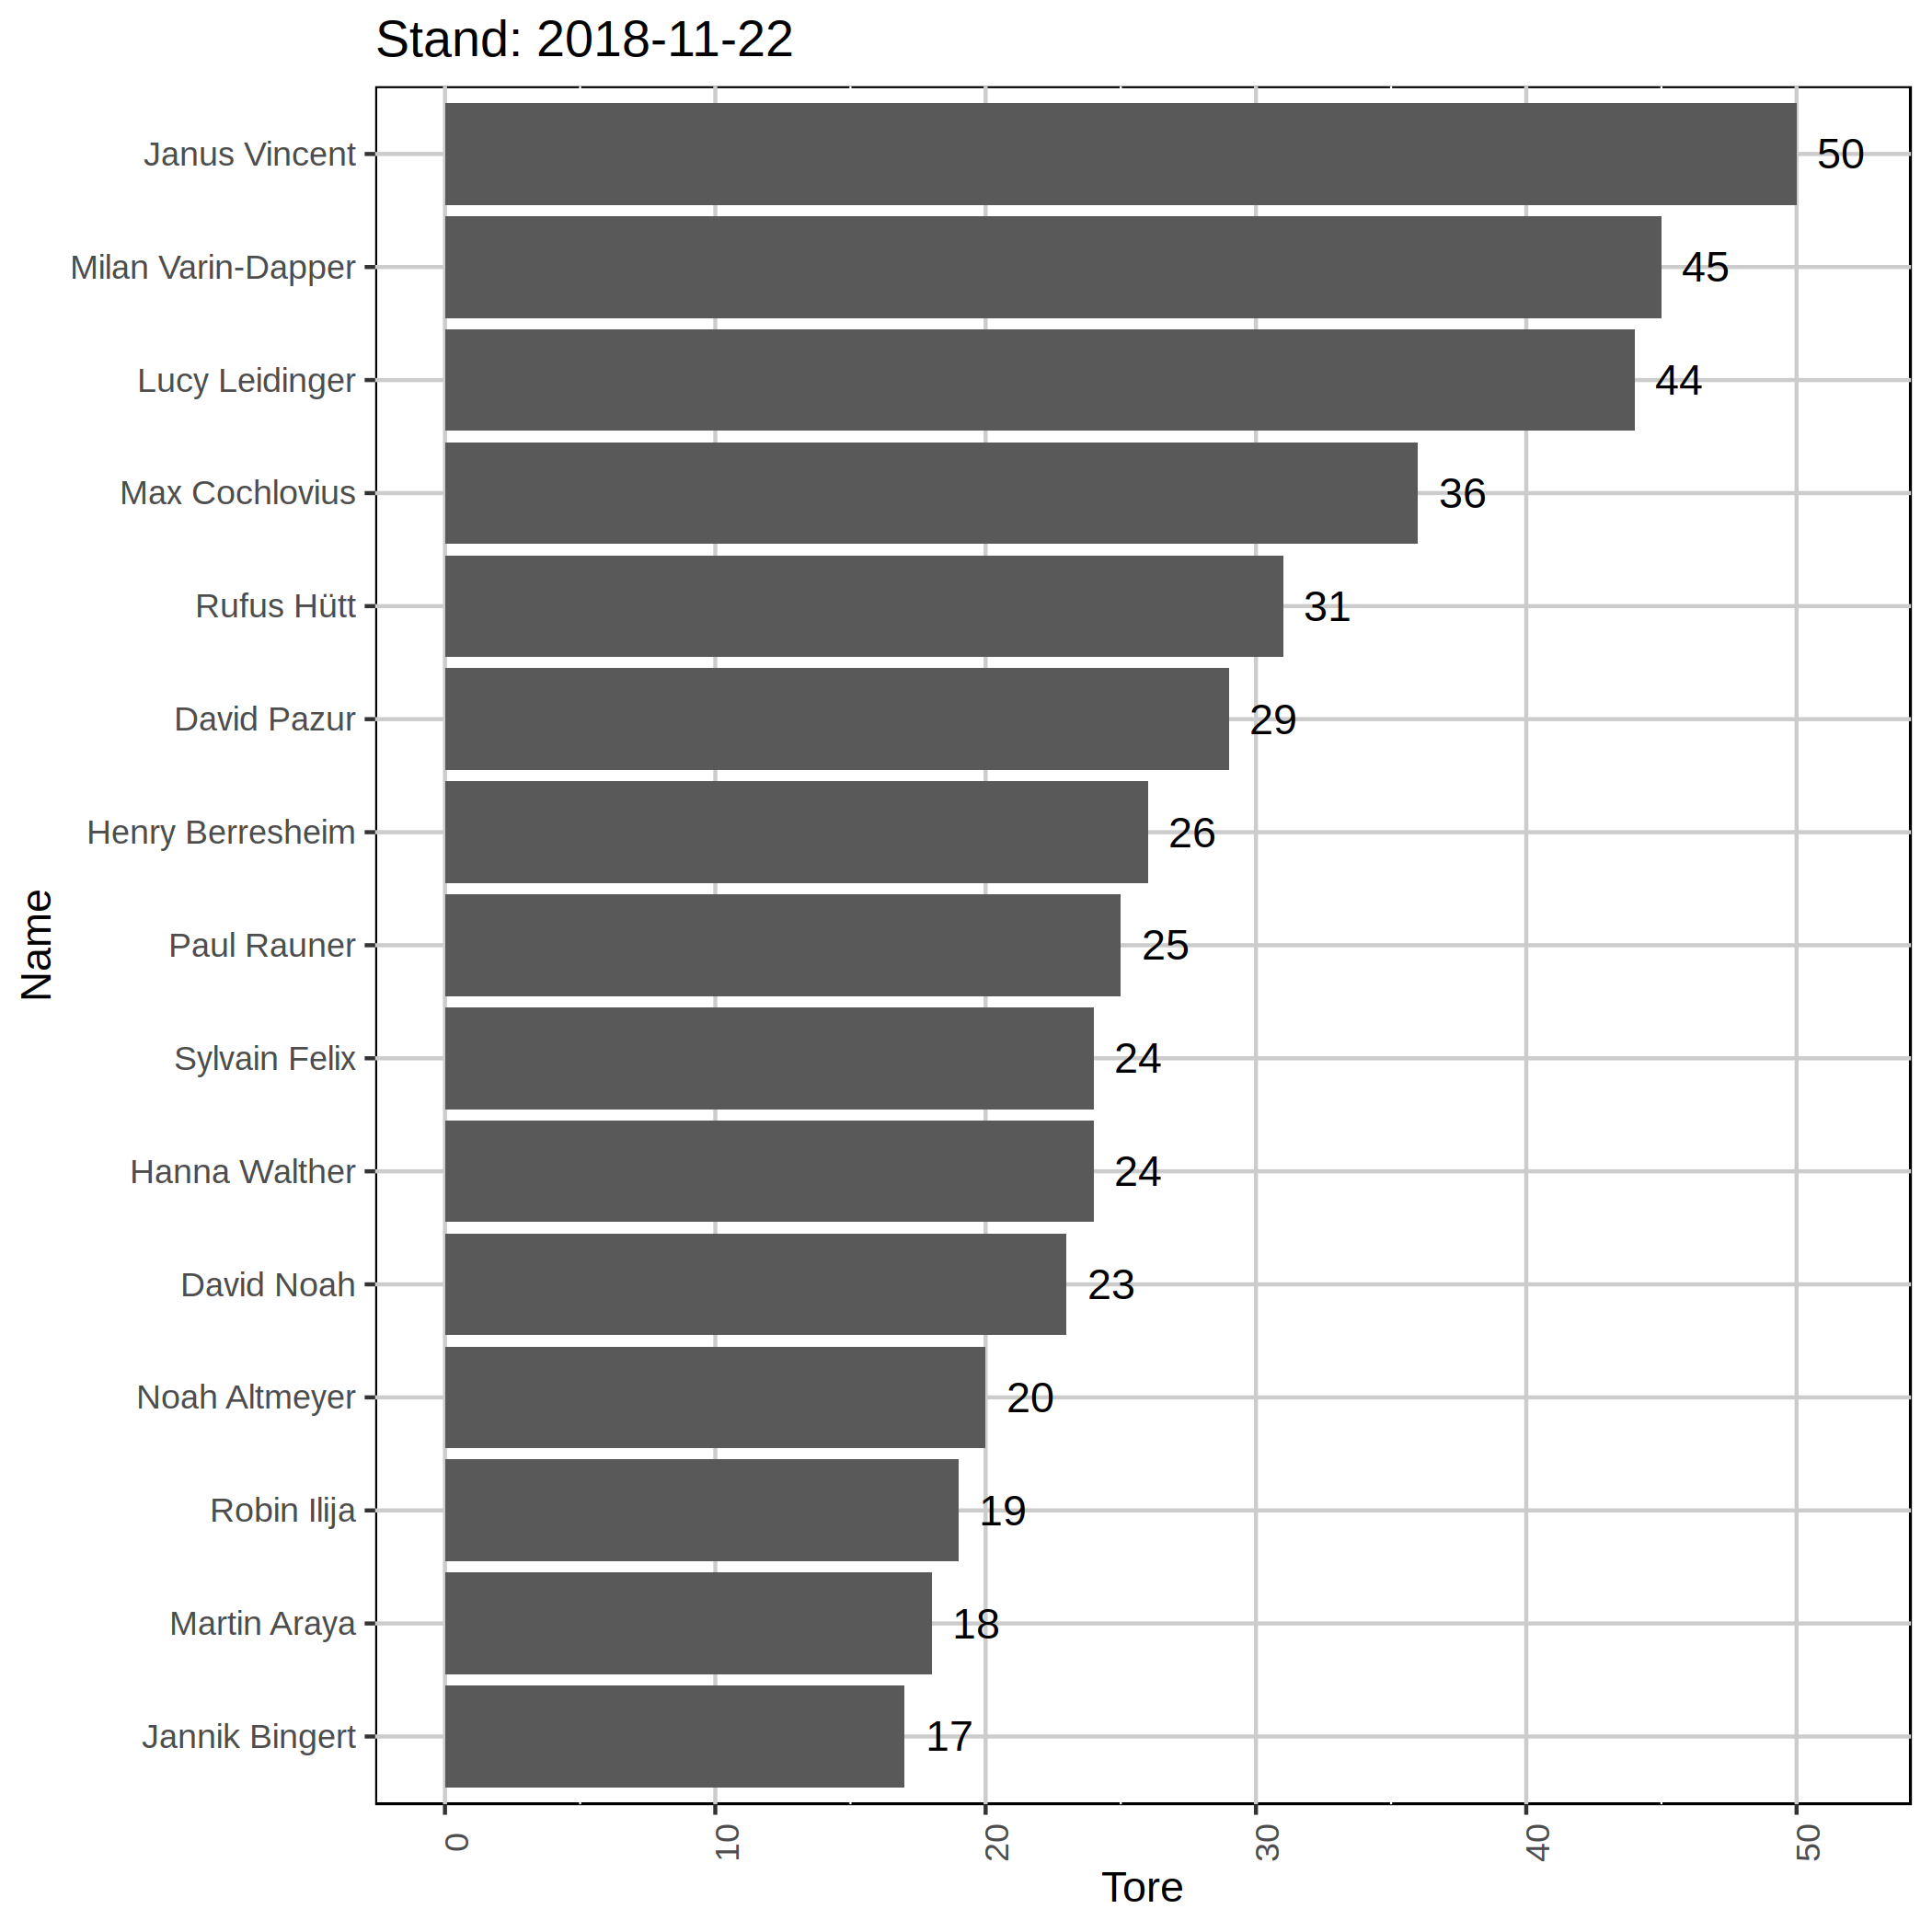 Stand: 2018-11-22
Janus Vincent 50
Milan Varin-Dapper 45
Lucy Leidinger 44
Max Cochlovius 36
Rufus Hütt 31
David Pazur 29
Henry Berresheim 26
Paul Rauner 25
Sylvain Felix 24
Hanna Walther 24
David Noah 23
Noah Altmeyer 20
Robin Ilija 19
Martin Araya 18
Jannik Bingert 17
Name
0 10 20 30 40 50
Tore